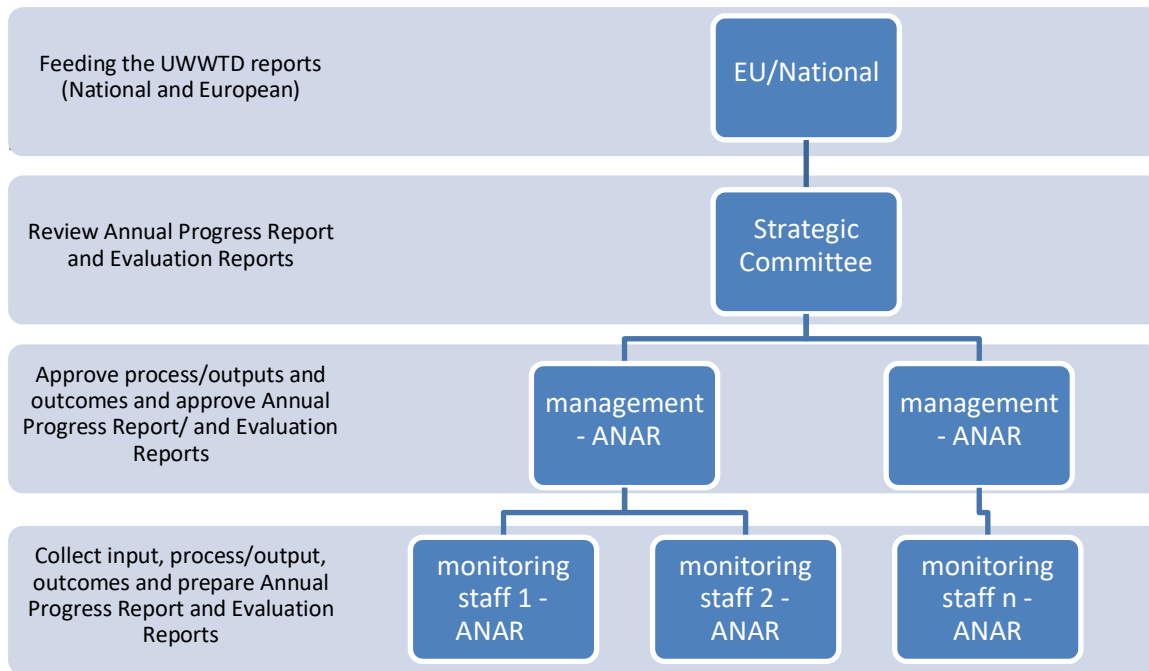 Feeding the UWWTD reports
(National and European)
EU/National
Review Annual Progress Report
and Evaluation Reports
Strategic
Committee
Approve process/outputs and
outcomes and approve Annual
Progress Report/ and Evaluation
Reports
management
- ANAR
management
- ANAR
Collect input, process/output,
outcomes and prepare Annual
Progress Report and Evaluation
Reports
monitoring
staff 1 -
ANAR
monitoring
staff 2 -
ANAR
monitoring
staff n -
ANAR